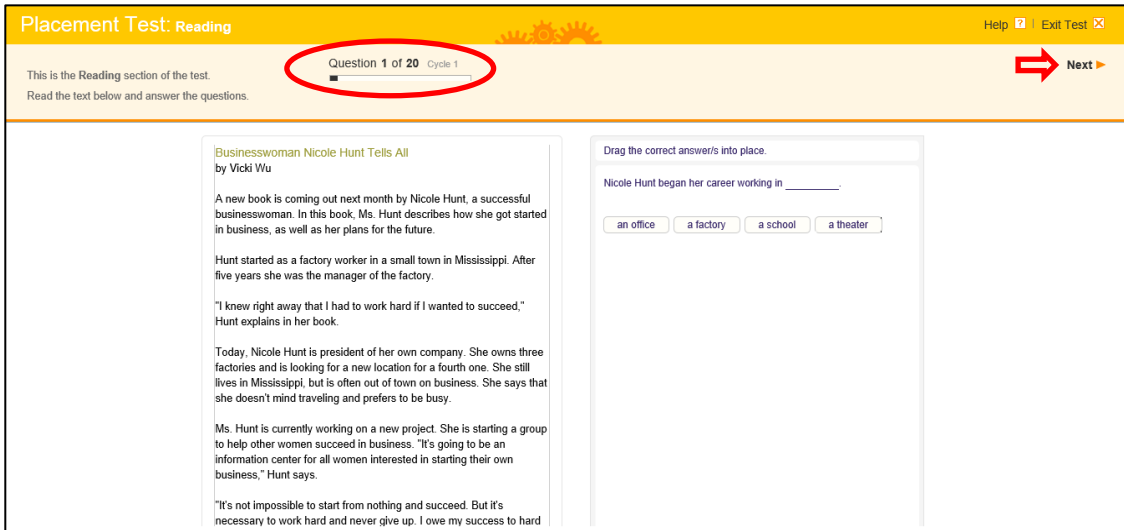 Placement Test: Reading
Help ? | Exit Test X
Question 1 of 20 Cycle 1
Next
This is the Reading section of the test.
Read the text below and answer the questions.
Businesswoman Nicole Hunt Tells All
by Vicki Wu
A new book is coming out next month by Nicole Hunt, a successful
businesswoman. In this book, Ms. Hunt describes how she got started
in business, as well as her plans for the future.
Hunt started as a factory worker in a small town in Mississippi. After
five years she was the manager of the factory.
"I knew right away that I had to work hard if I wanted to succeed,"
Hunt explains in her book.
Today, Nicole Hunt is president of her own company. She owns three
factories and is looking for a new location for a fourth one. She still
lives in Mississippi, but is often out of town on business. She says that
she doesn't mind traveling and prefers to be busy.
Ms. Hunt is currently working on a new project. She is starting a group
to help other women succeed in business. "It's going to be an
information center for all women interested in starting their own
business," Hunt says.
"It's not impossible to start from nothing and succeed. But it's
necessary to work hard and never give up. I owe my success to hard
Drag the correct answer/s into place.
Nicole Hunt began her career working in _________.
an office
a factory
a school
a theater